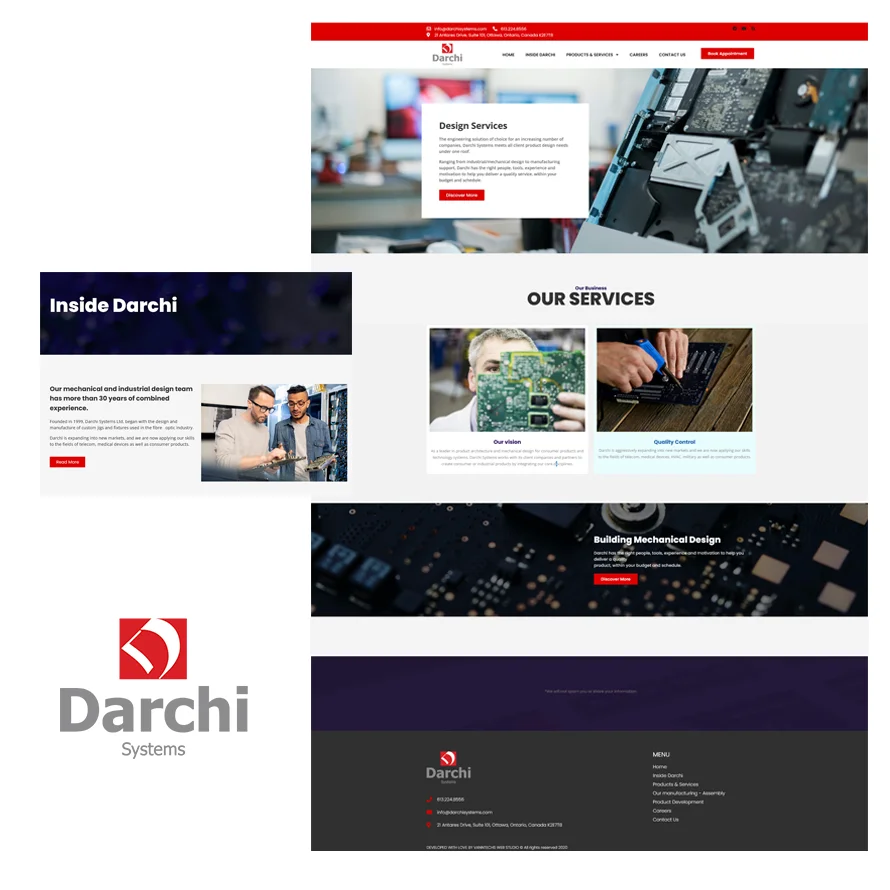 info@darchisystems.com 613.224.8556
21 Antares Drive, Suite 101, Ottawa, Ontario, Canada K2E7T8
Darchi
Systems
HOME INSIDE DARCHI PRODUCTS & SERVICES CAREERS CONTACT US
Book Appointment
Design Services
The engineering solution of choice for an increasing number of
companies, Darchi Systems meets all client product design needs
under one roof.
Ranging from industrial/mechanical design to manufacturing
support, Darchi has the right people, tools, experience and
motivation to help you deliver a quality service, within your
budget and schedule.
Discover More
Our Business
OUR SERVICES
Our vision
As a leader in product architecture and mechanical design for consumer products and
technology systems, Darchi Systems works with its client companies and partners to
create consumer or industrial products by integrating our core disciplines.
Quality Control
Darchi is aggressively expanding into new markets and we are now applying our skills
to the fields of telecom, medical devices, HVAC, military as well as consumer products.
Inside Darchi
Our mechanical and industrial design team
has more than 30 years of combined
experience.
Founded in 1999, Darchi Systems Ltd. began with the design and
manufacture of custom jigs and fixtures used in the fibre optic industry.
Darchi is expanding into new markets, and we are now applying our skills
to the fields of telecom, medical devices as well as consumer products.
Read More
Building Mechanical Design
Darchi has the right people, tools, experience and motivation to help you
deliver a quality
product, within your budget and schedule.
Discover More
Darchi
Systems
*We will not spam you or share your information
Darchi
Systems
613.224.8556
info@darchisystems.com
21 Antares Drive, Suite 101, Ottawa, Ontario, Canada K2E7T8
MENU
Home
Inside Darchi
Products & Services
Our manufacturing - Assembly
Product Development
Careers
Contact Us
DEVELOPED WITH LOVE BY WEB STUDIO © All rights reserved 2020